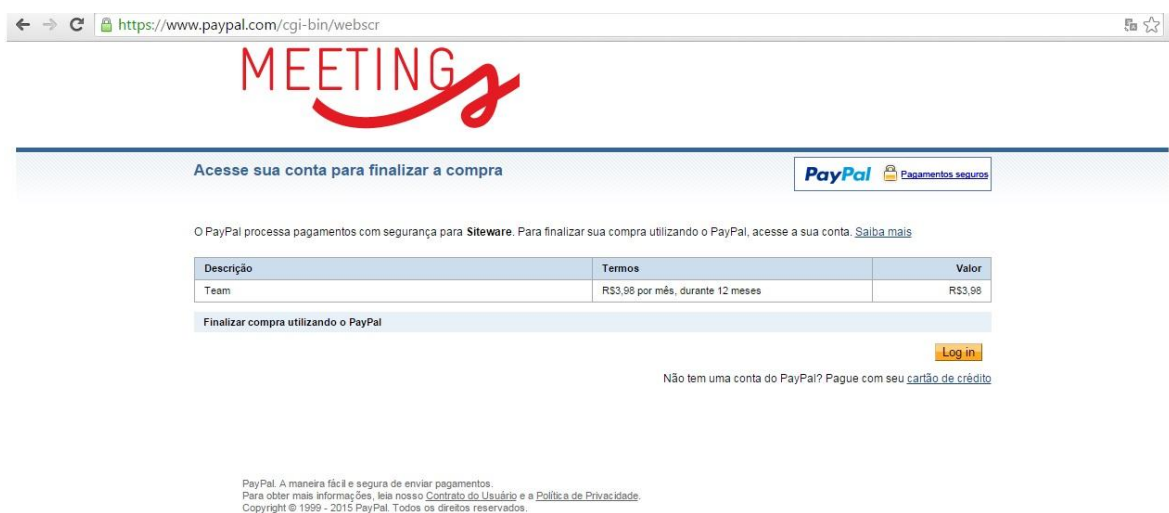 https://www.paypal.com/cgi-bin/webscr
MEETINGS
Acesse sua conta para finalizar a compra
PayPal Pagamentos seguros
O PayPal processa pagamentos com segurança para Siteware. Para finalizar sua compra utilizando o PayPal, acesse a sua conta. Saiba mais
Descrição Termos Valor
Team R$3,98 por mês, durante 12 meses R$3,98
Finalizar compra utilizando o PayPal
Log in
Não tem uma conta do PayPal? Pague com seu cartão de crédito
PayPal. A maneira fácil e segura de enviar pagamentos.
Para obter mais informações, leia nosso Contrato do Usuário e a Política de Privacidade.
Copyright © 1999 - 2015 PayPal. Todos os direitos reservados.